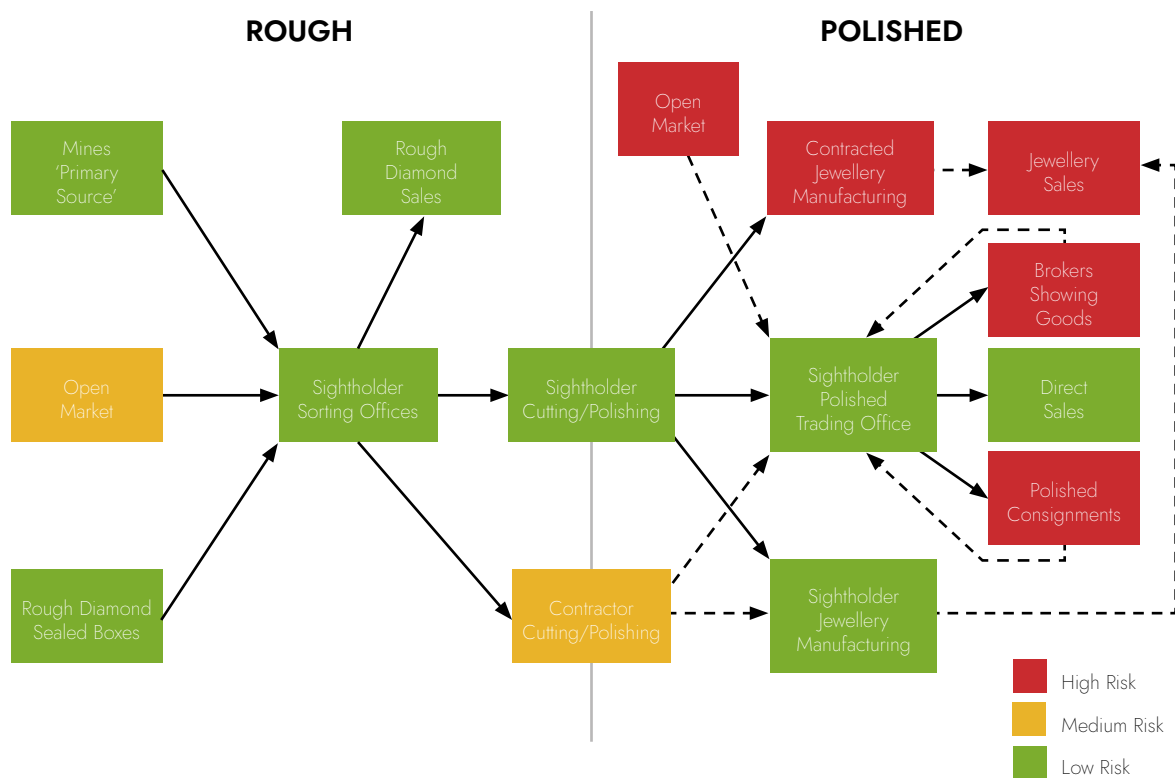 ROUGH
POLISHED
Mines
‘Primary
Source’
Rough
Diamond
Sales
Open
Market
Sightholder
Sorting Offices
Sightholder
Cutting/Polishing
Rough Diamond
Sealed Boxes
Contractor
Cutting/Polishing
Open
Market
Contracted
Jewellery
Manufacturing
Jewellery
Sales
Brokers
Showing
Goods
Sightholder
Polished
Trading Office
Direct
Sales
Polished
Consignments
Sightholder
Jewellery
Manufacturing
High Risk
Medium Risk
Low Risk